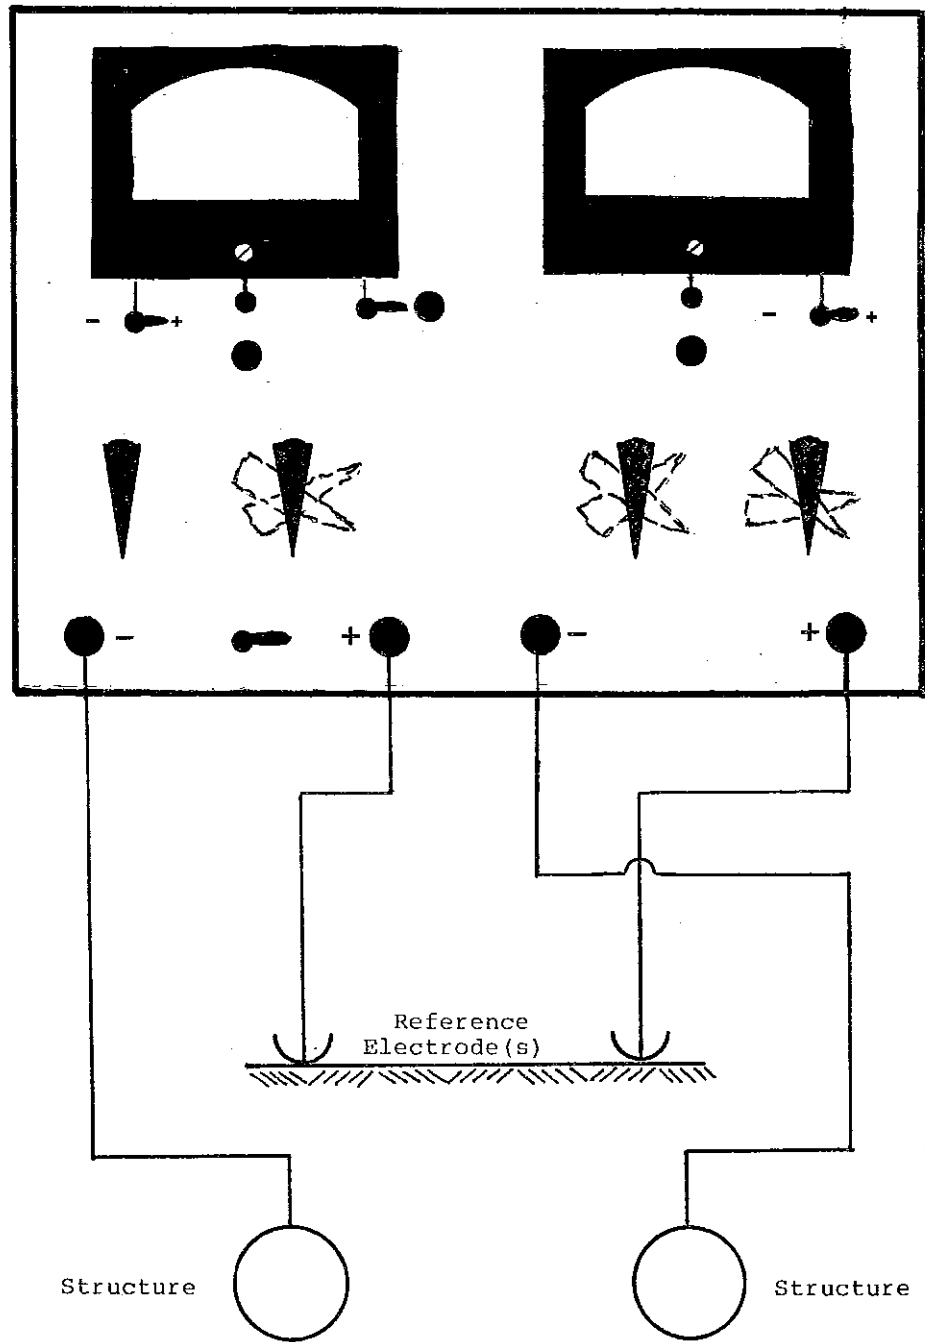 - +
- +
- + - +
Reference
Electrode(s)
Structure Structure